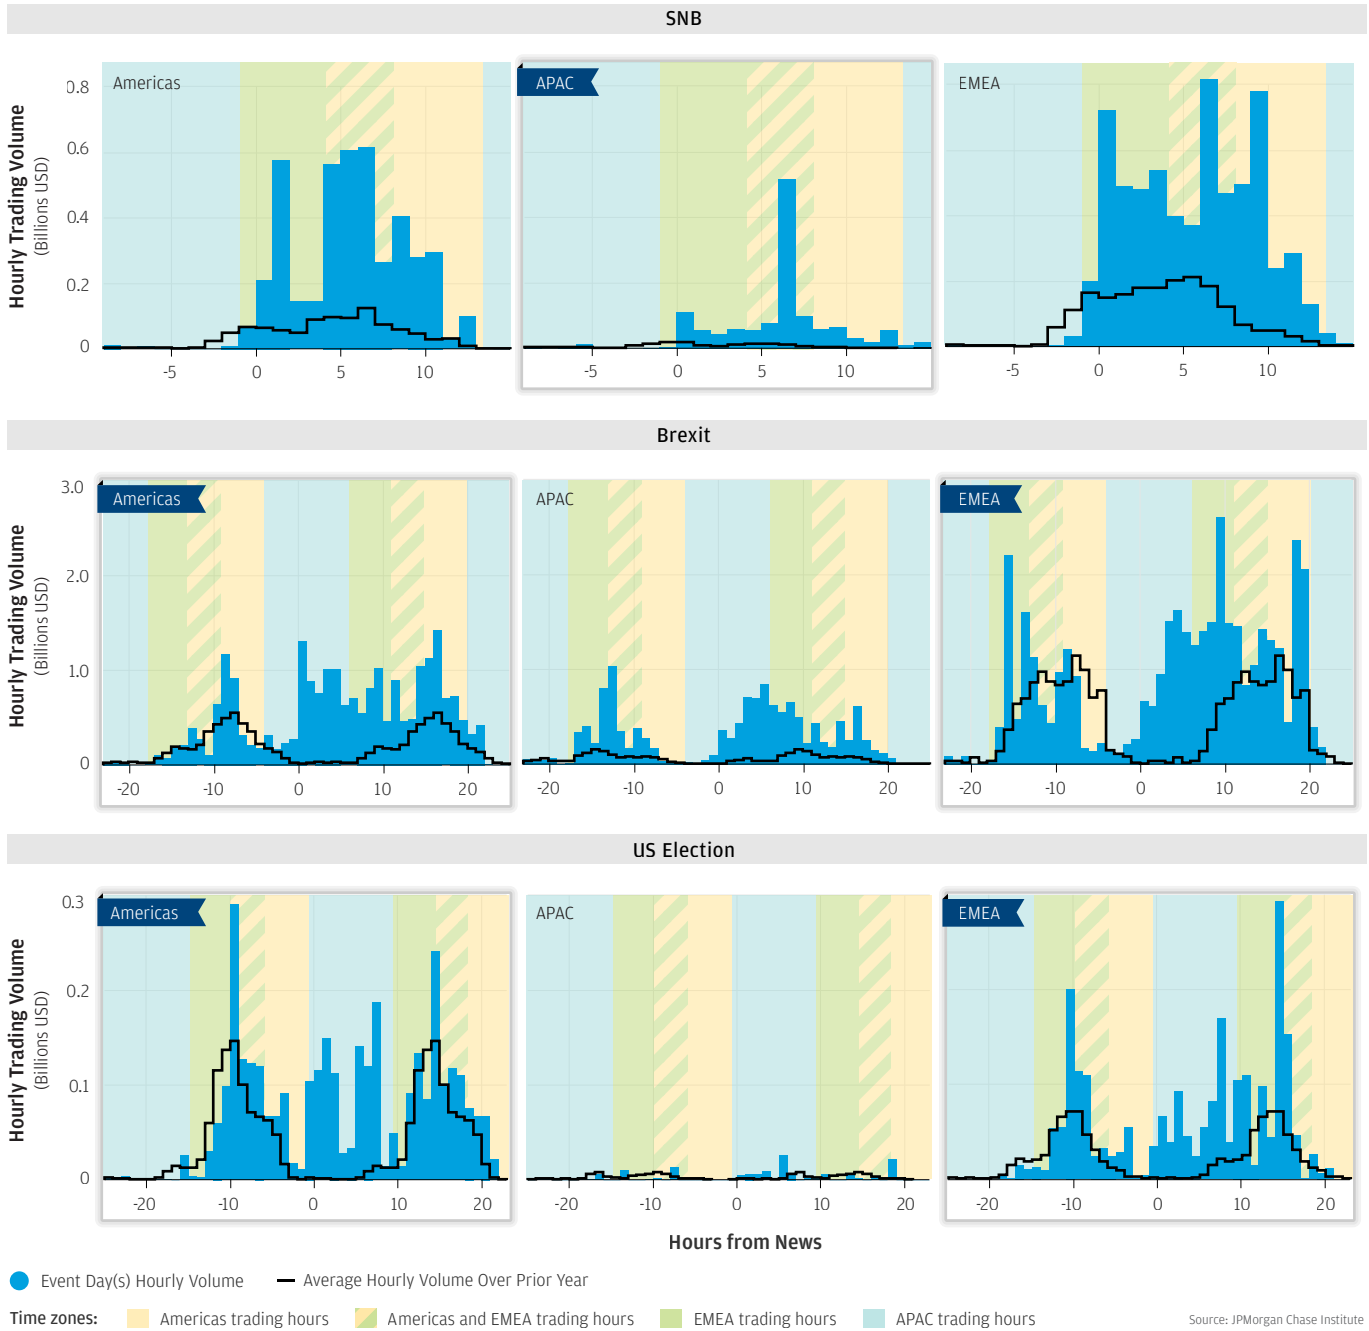 SNB
Hourly Trading Volume
(Billions USD)
0.8
0.6
0.4
0.2
0
Americas
-5
0
5
10
APAC
-5
0
5
10
EMEA
-5
0
5
10
Brexit
Hourly Trading Volume
(Billions USD)
3.0
2.0
1.0
0
Americas
-20
-10
0
10
20
APAC
-20
-10
0
10
20
EMEA
-20
-10
0
10
20
US Election
Hourly Trading Volume
(Billions USD)
0.3
0.2
0.1
0
Americas
-20
-10
0
10
20
APAC
-20
-10
0
10
20
EMEA
-20
-10
0
10
20
Hours from News
Event Day(s) Hourly Volume
Average Hourly Volume Over Prior Year
Time zones:
Americas trading hours
Americas and EMEA trading hours
EMEA trading hours
APAC trading hours
Source: JPMorgan Chase Institute